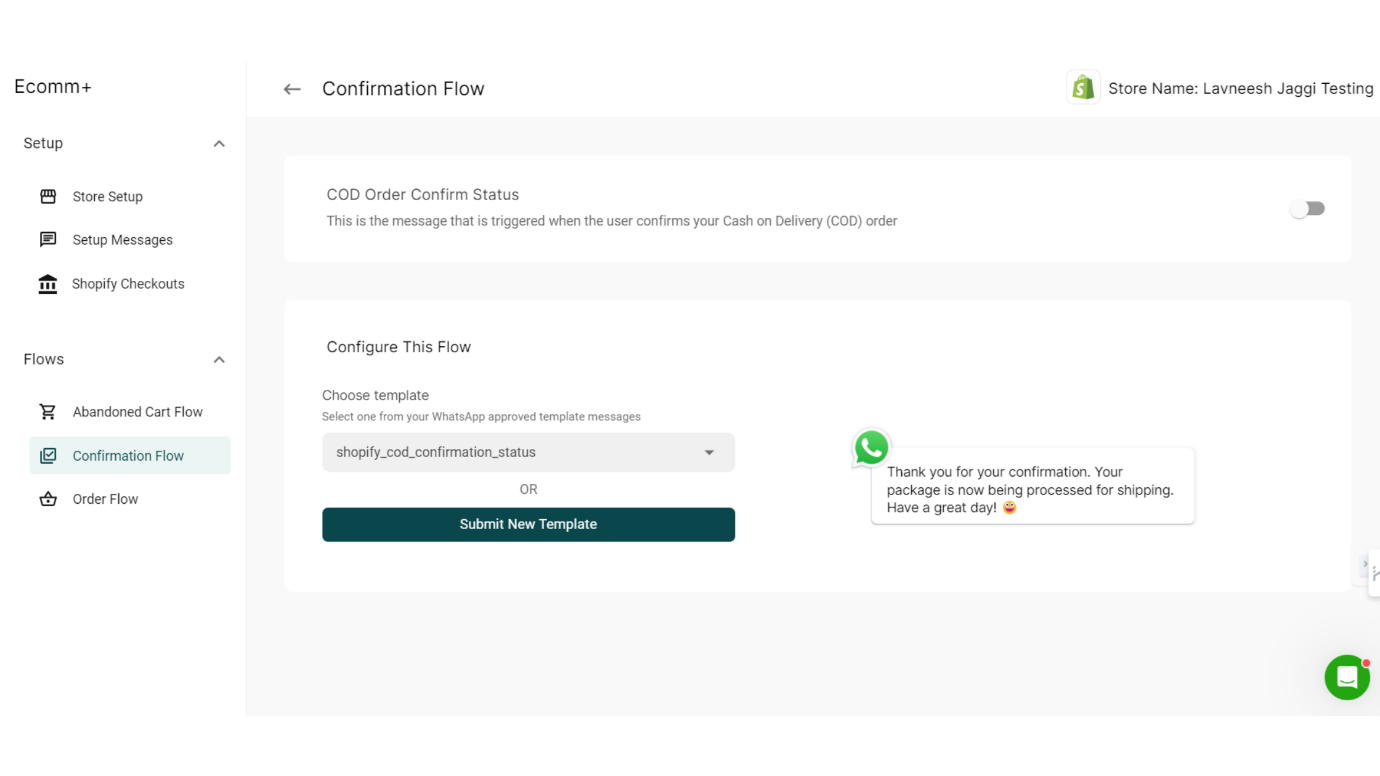 Ecomm+
Setup
Store Setup
Setup Messages
Shopify Checkouts
Flows
Abandoned Cart Flow
Confirmation Flow
Order Flow
Confirmation Flow
Store Name: Lavneesh Jaggi Testing
COD Order Confirm Status
This is the message that is triggered when the user confirms your Cash on Delivery (COD) order
Configure This Flow
Choose template
Select one from your WhatsApp approved template messages
shopify_cod_confirmation_status
OR
Submit New Template
Thank you for your confirmation. Your
package is now being processed for shipping.
Have a great day! 😀